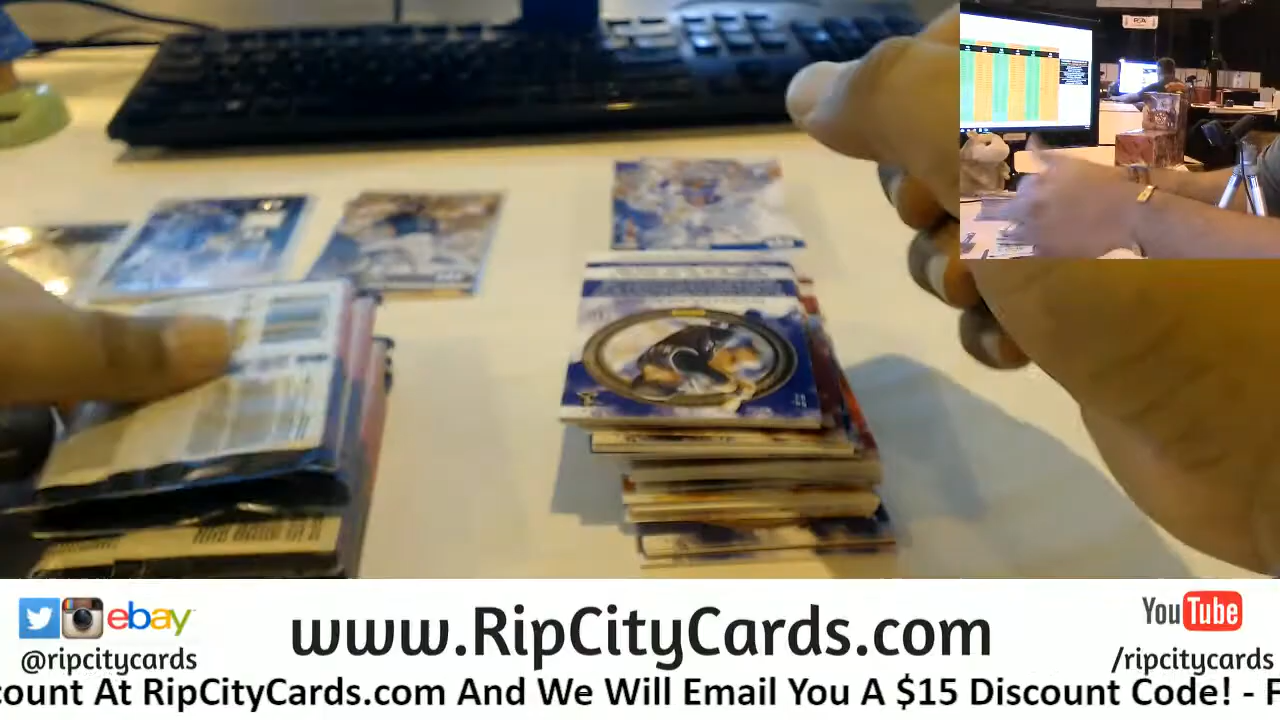 ebay
@ripcitycards
www.RipCityCards.com
YouTube
/ripcitycards
count At RipCityCards.com And We Will Email You A $15 Discount Code! - F